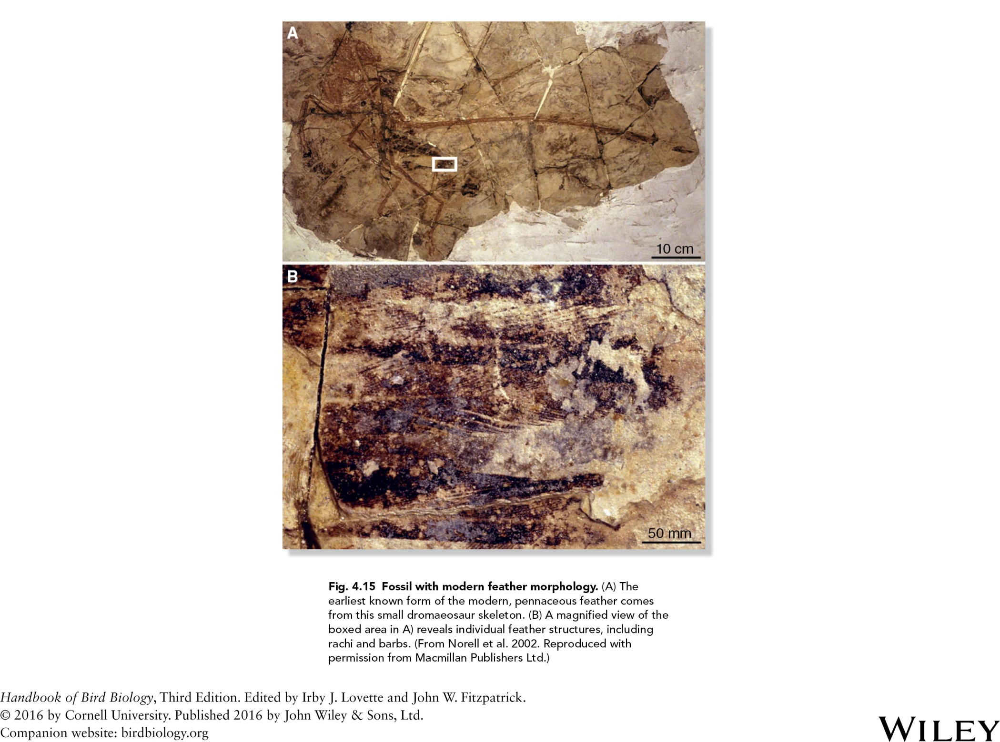 A
10 cm
B
50 mm
Fig. 4.15 Fossil with modern feather morphology. (A) The
earliest known form of the modern, pennaceous feather comes
from this small dromaeosaur skeleton. (B) A magnified view of the
boxed area in A) reveals individual feather structures, including
rachi and barbs. (From Norell et al. 2002. Reproduced with
permission from Macmillan Publishers Ltd.)
Handbook of Bird Biology, Third Edition. Edited by Irby J. Lovette and John W. Fitzpatrick.
© 2016 by Cornell University. Published 2016 by John Wiley & Sons, Ltd.
Companion website: birdbiology.org
WILEY